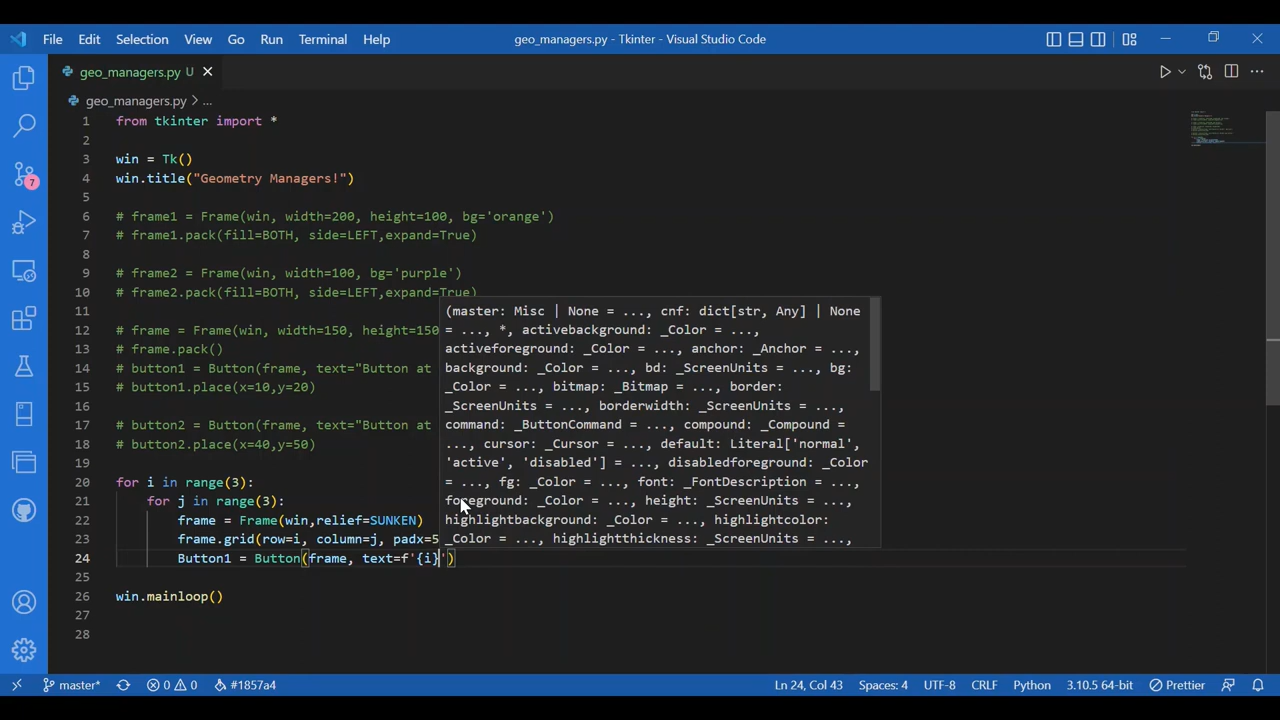 File Edit Selection View Go Run Terminal Help geo_managers.py - Tkinter - Visual Studio Code
geo_managers.py U
geo_managers.py > ...
1 from tkinter import *
2
3 win = Tk()
4 win.title("Geometry Managers!")
5
6 # frame1 = Frame(win, width=200, height=100, bg='orange')
7 # frame1.pack(fill=BOTH, side=LEFT,expand=True)
8
9 # frame2 = Frame(win, width=100, bg='purple')
10 # frame2.pack(fill=BOTH, side=LEFT,expand=True)
11
12 # frame = Frame(win, width=150, height=150
13 # frame.pack()
14 # button1 = Button(frame, text="Button at
15 # button1.place(x=10,y=20)
16
17 # button2 = Button(frame, text="Button at
18 # button2.place(x=40,y=50)
19
20 for i in range(3):
21 for j in range(3):
22 frame = Frame(win,relief=SUNKEN)
23 frame.grid(row=i, column=j, padx=5
24 Button1 = Button(frame, text=f'{i}')
25
26 win.mainloop()
27
28
(master: Misc | None = ..., cnf: dict[str, Any] | None
= ..., *, activebackground: _Color = ...,
activeforeground: _Color = ..., anchor: _Anchor = ...,
background: _Color = ..., bd: _ScreenUnits = ..., bg:
_Color = ..., bitmap: _Bitmap = ..., border:
_ScreenUnits = ..., borderwidth: _ScreenUnits = ...,
command: _ButtonCommand = ..., compound: _Compound =
..., cursor: _Cursor = ..., default: Literal['normal',
'active', 'disabled'] = ..., disabledforeground: _Color
= ..., fg: _Color = ..., font: _FontDescription = ...,
foreground: _Color = ..., height: _ScreenUnits = ...,
highlightbackground: _Color = ..., highlightcolor:
_Color = ..., highlightthickness: _ScreenUnits = ...,
7
master* 0 0 #1857a4 Ln 24, Col 43 Spaces: 4 UTF-8 CRLF Python 3.10.5 64-bit Prettier